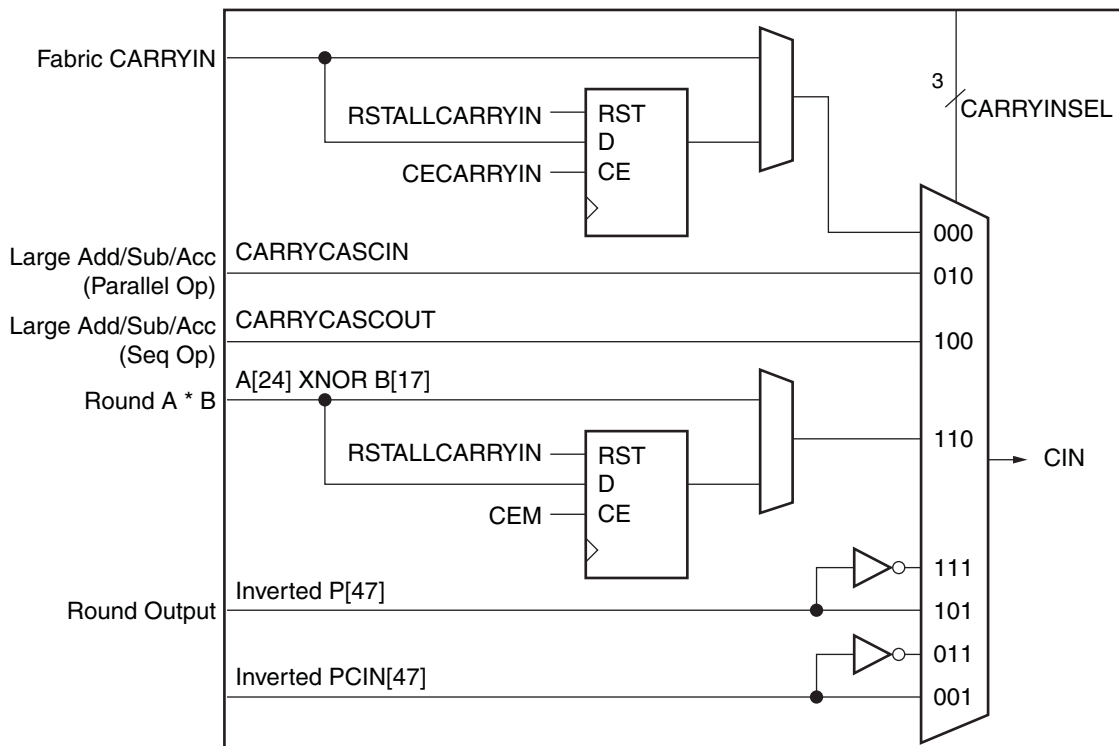 Fabric CARRYIN
3
CARRYINSEL
RSTALLCARRYIN
RST
D
CECARRYIN
CE
000
Large Add/Sub/Acc
(Parallel Op)
CARRYCASCIN
010
Large Add/Sub/Acc
(Seq Op)
CARRYCASCOUT
100
Round A * B
A[24] XNOR B[17]
110
RSTALLCARRYIN
RST
D
CEM
CE
CIN
111
Round Output
Inverted P[47]
101
011
Inverted PCIN[47]
001